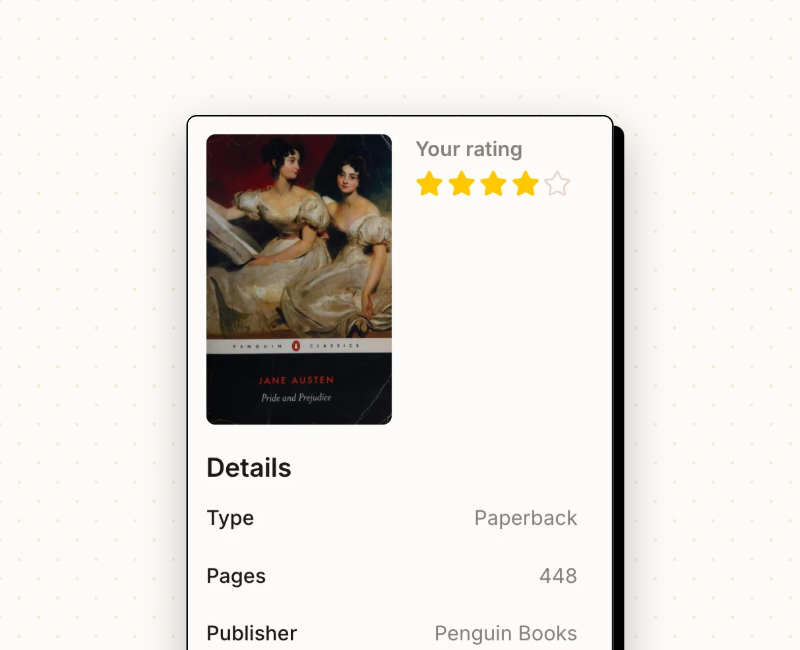 Your rating
PENGUIN CLASSICS
JANE AUSTEN
Pride and Prejudice
Details
Type Paperback
Pages 448
Publisher Penguin Books